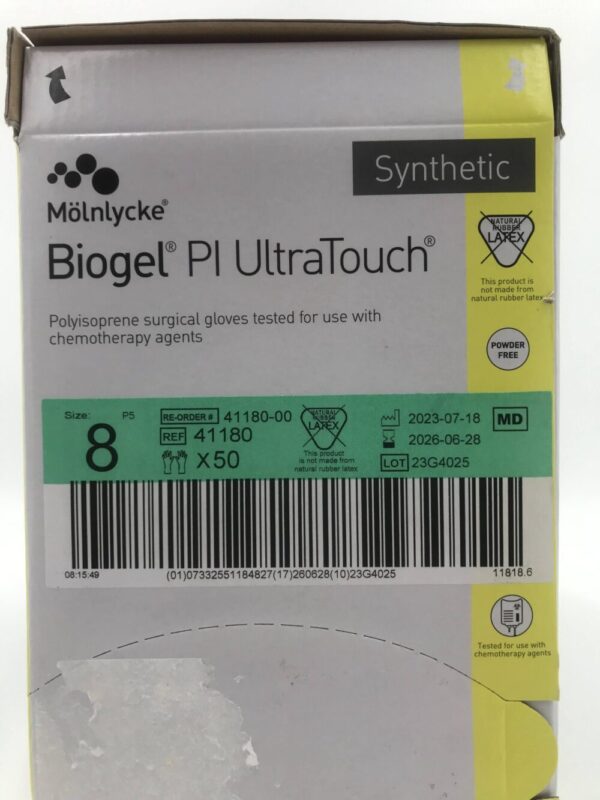 Synthetic
Mölnlycke®
Biogel® PI UltraTouch®
Polyisoprene surgical gloves tested for use with
chemotherapy agents
NATURAL
RUBBER
LATEX
This product is
not made from
natural rubber latex
POWDER
FREE
Size: P5
8
RE-ORDER # 41180-00
REF 41180
X50
NATURAL
RUBBER
LATEX
This product
is not made from
natural rubber latex
2023-07-18 MD
2026-06-28
LOT 23G4025
08:15:49 (01)07332551184827(17)260628(10)23G4025 11818.6
Tested for use with
chemotherapy agents